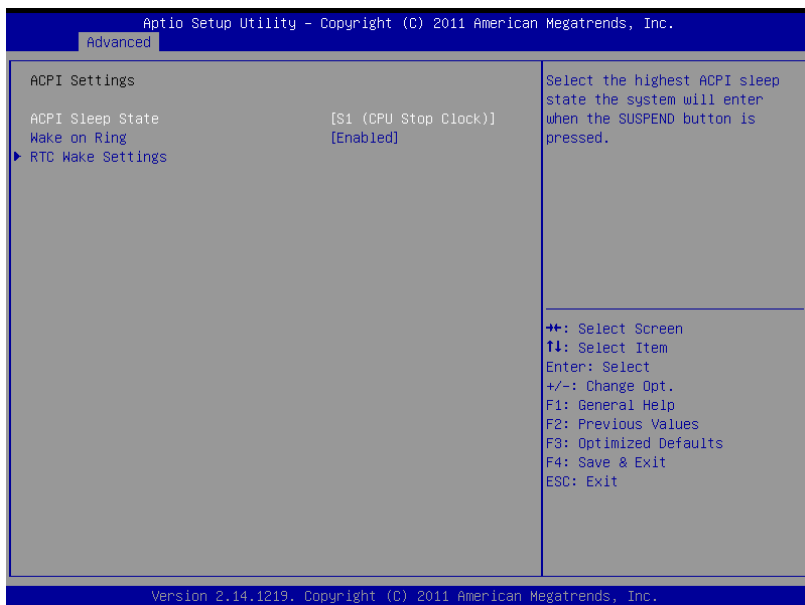 Aptio Setup Utility – Copyright (C) 2011 American Megatrends, Inc.
Advanced
ACPI Settings
ACPI Sleep State [S1 (CPU Stop Clock)]
Wake on Ring [Enabled]
RTC Wake Settings
Select the highest ACPI sleep
state the system will enter
when the SUSPEND button is
pressed.
→←: Select Screen
↑↓: Select Item
Enter: Select
+/-: Change Opt.
F1: General Help
F2: Previous Values
F3: Optimized Defaults
F4: Save & Exit
ESC: Exit
Version 2.14.1219. Copyright (C) 2011 American Megatrends, Inc.